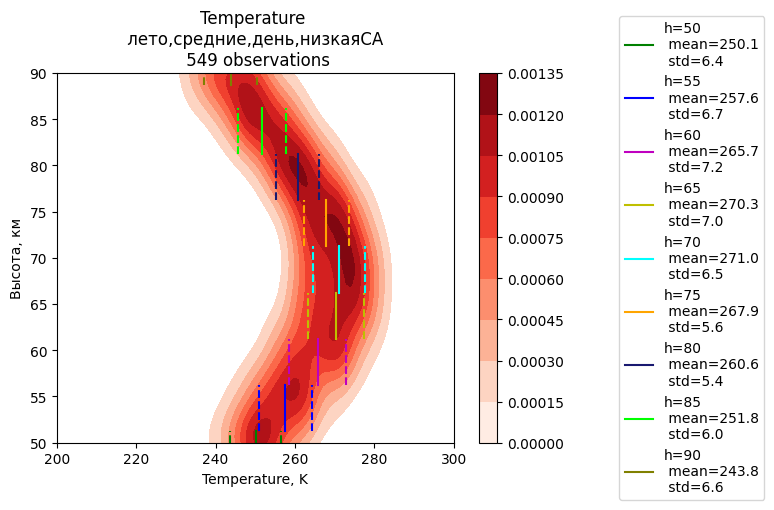 Temperature
лето,средние,день,низкаяСА
549 observations
90
85
80
75
70
65
60
55
50
Высота, км
200
220
240
260
280
300
Temperature, K
0.00135
0.00120
0.00105
0.00090
0.00075
0.00060
0.00045
0.00030
0.00015
0.00000
h=50
mean=250.1
std=6.4
h=55
mean=257.6
std=6.7
h=60
mean=265.7
std=7.2
h=65
mean=270.3
std=7.0
h=70
mean=271.0
std=6.5
h=75
mean=267.9
std=5.6
h=80
mean=260.6
std=5.4
h=85
mean=251.8
std=6.0
h=90
mean=243.8
std=6.6